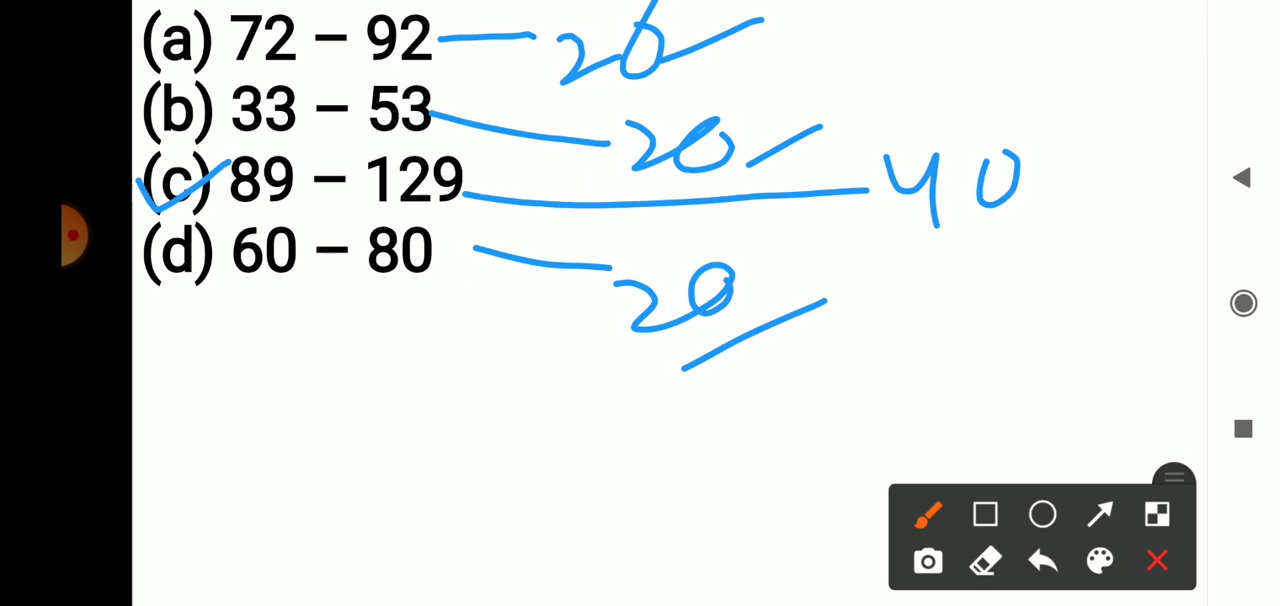 (a) 72 – 92 20
(b) 33 – 53 20
(c) 89 – 129 40
(d) 60 – 80 20